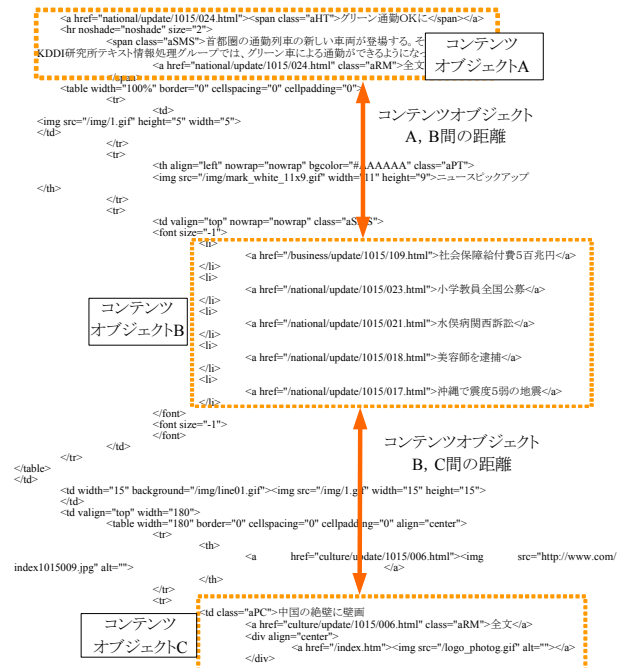 <a href="national/update/1015/024.html"><span class="aHT">グリーン通勤OKに</span></a>
<hr noshade="noshade" size="2">
<span class="aSMS">首都圏の通勤列車の新しい車両が登場する。そ
KDDI研究所テキスト情報処理グループでは、グリーン車による通勤ができるようになっ
<a href="national/update/1015/024.html" class="aRM">全文
コンテンツ
オブジェクトA
</span>
<table width="100%" border="0" cellspacing="0" cellpadding="0">
<tr>
<td>
<img src="/img/1.gif" height="5" width="5">
</td>
コンテンツオブジェクト
A, B間の距離
</tr>
<tr>
<th align="left" nowrap="nowrap" bgcolor="#AAAAAA" class="aPT">
<img src="/img/mark_white_11x9.gif" width="11" height="9">ニュースピックアップ
</th>
</tr>
<tr>
<td valign="top" nowrap="nowrap" class="aSMS">
<font size="-1">
<li>
<a href="/business/update/1015/109.html">社会保障給付費5百兆円</a>
</li>
<li>
<a href="/national/update/1015/023.html">小学教員全国公募</a>
</li>
<li>
コンテンツ
オブジェクトB
<a href="/national/update/1015/021.html">水俣病関西訴訟</a>
</li>
<li>
<a href="/national/update/1015/018.html">美容師を逮捕</a>
</li>
<li>
<a href="/national/update/1015/017.html">沖縄で震度5弱の地震</a>
</li>
</font>
<font size="-1">
</font>
</td>
</tr>
コンテンツオブジェクト
B, C間の距離
</table>
</td>
<td width="15" background="/img/line01.gif"><img src="/img/1.gif" width="15" height="15">
</td>
<td valign="top" width="180">
<table width="180" border="0" cellspacing="0" cellpadding="0" align="center">
<tr>
<th>
<a href="culture/update/1015/006.html"><img src="http://www.com/
index1015009.jpg" alt=""> </a>
</th>
</tr>
<tr>
<td class="aPC">中国の絶壁に壁画
<a href="culture/update/1015/006.html" class="aRM">全文</a>
<div align="center">
<a href="/index.htm"><img src="/logo_photog.gif" alt=""></a>
</div>
コンテンツ
オブジェクトC